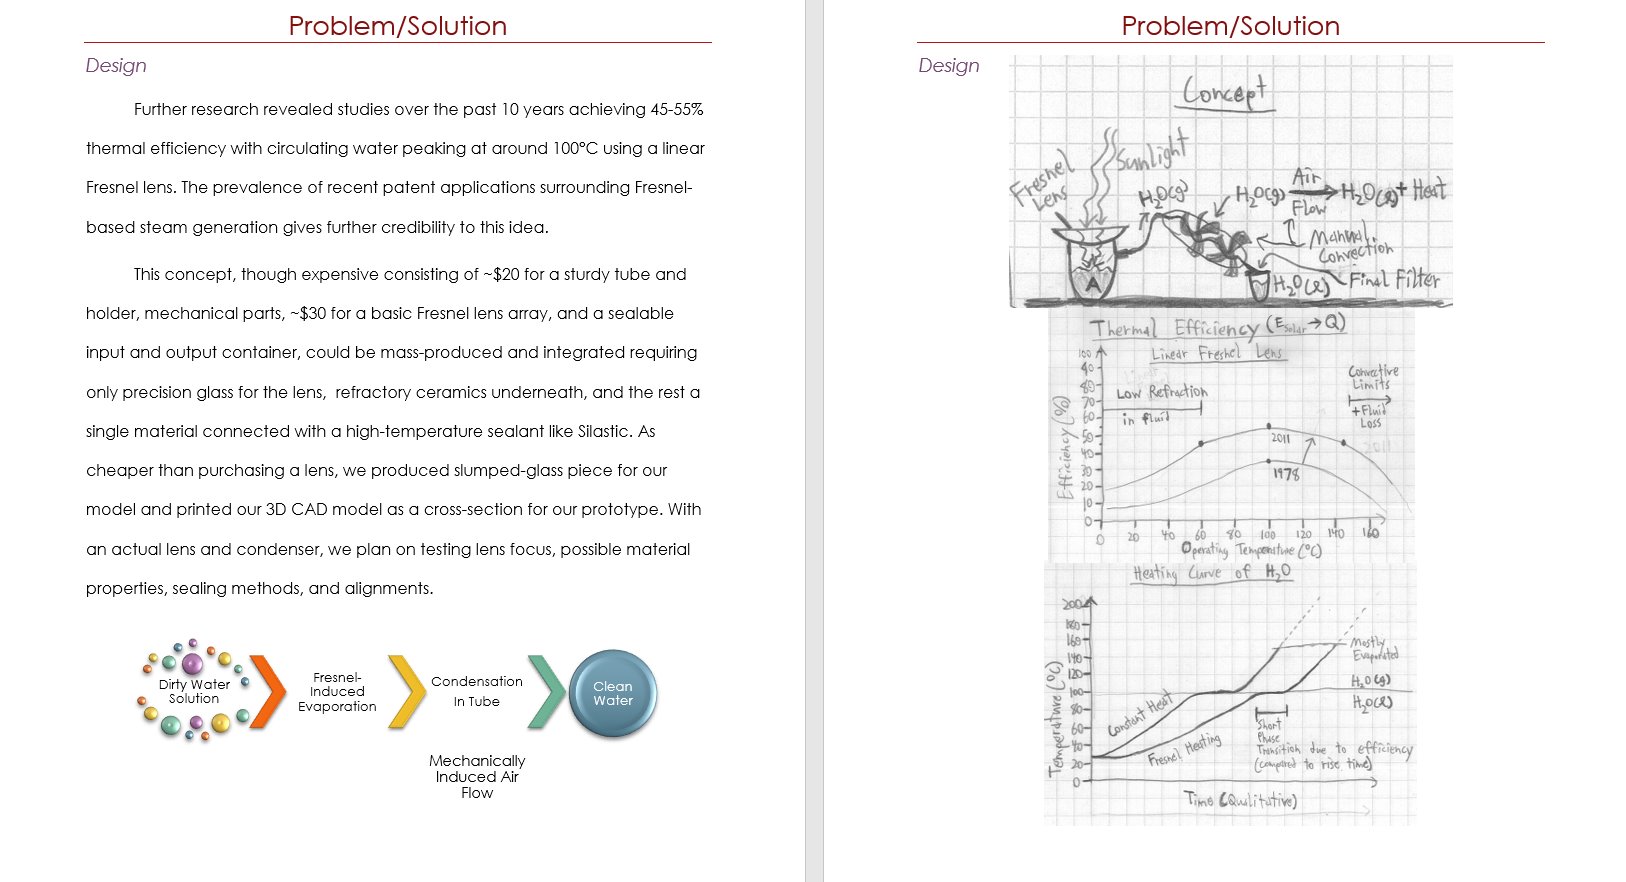 Problem/Solution
Design
Further research revealed studies over the past 10 years achieving 45-55%
thermal efficiency with circulating water peaking at around 100°C using a linear
Fresnel lens. The prevalence of recent patent applications surrounding Fresnel-
based steam generation gives further credibility to this idea.
This concept, though expensive consisting of ~$20 for a sturdy tube and
holder, mechanical parts, ~$30 for a basic Fresnel lens array, and a sealable
input and output container, could be mass-produced and integrated requiring
only precision glass for the lens,  refractory ceramics underneath, and the rest a
single material connected with a high-temperature sealant like Silastic. As
cheaper than purchasing a lens, we produced slumped-glass piece for our
model and printed our 3D CAD model as a cross-section for our prototype. With
an actual lens and condenser, we plan on testing lens focus, possible material
properties, sealing methods, and alignments.
Dirty Water
Solution
Fresnel-
Induced
Evaporation
Condensation
In Tube
Clean
Water
Mechanically
Induced Air
Flow
Problem/Solution
Design
Concept
Fresnel
Lens
Sunlight
H₂O(g)
H₂O(g) Air Flow → H₂O(g) + Heat
Manual
Convection
Final Filter
H₂O(l)
A
Thermal Efficiency (E solar → Q)
Linear Fresnel Lens
Low Refraction
in fluid
Convective
Limits
+ Fluid
Loss
2011
1978
Efficiency (%)
100
70
60
50
40
30
20
10
0
0 20 40 60 80 100 120 140 160
Operating Temperature (°C)
Heating Curve of H₂O
Temperature (°C)
200
180
160
140
120
100
80
60
40
20
0
Constant Heat
Fresnel Heating
Mostly
Evaporated
H₂O(g)
H₂O(l)
Short
Phase
Transition due to efficiency
(compared to rise time)
Time (Qualitative)